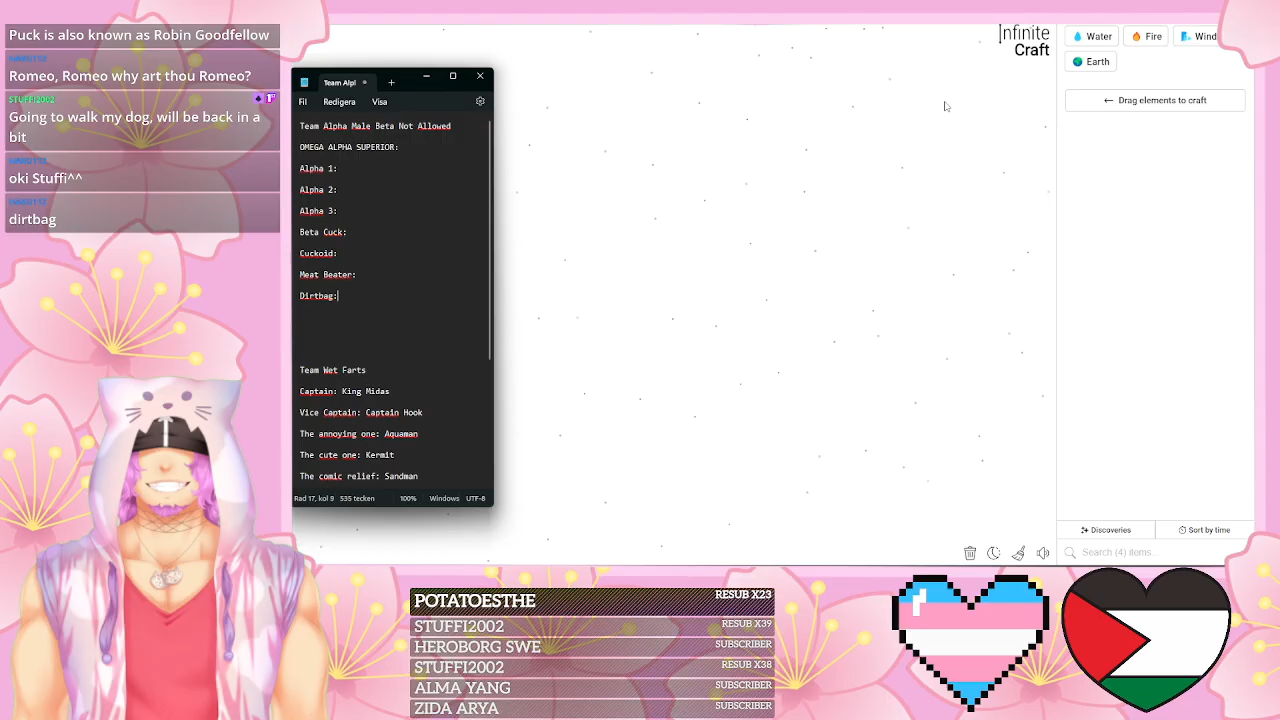 Puck is also known as Robin Goodfellow
Romeo, Romeo why art thou Romeo?
STUFFI2002
Going to walk my dog, will be back in a
bit
oki Stuffi^^
dirtbag
Team Alpl
Fil Redigera Visa
Team Alpha Male Beta Not Allowed
OMEGA ALPHA SUPERIOR:
Alpha 1:
Alpha 2:
Alpha 3:
Beta Cuck:
Cuckoid:
Meat Beater:
Dirtbag:
Team Wet Farts
Captain: King Midas
Vice Captain: Captain Hook
The annoying one: Aquaman
The cute one: Kermit
The comic relief: Sandman
Rad 17, kol 9 535 tecken 100% Windows UTF-8
Infinite
Craft
Water Fire Wind
Earth
← Drag elements to craft
Discoveries Sort by time
Search (4) items...
POTATOESTHE RESUB X23
STUFFI2002 RESUB X39
HEROBORG SWE SUBSCRIBER
STUFFI2002 RESUB X38
ALMA YANG SUBSCRIBER
ZIDA ARYA SUBSCRIBER